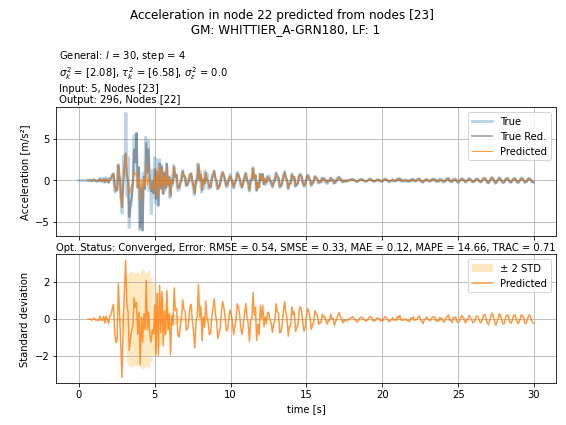 Acceleration in node 22 predicted from nodes [23]
GM: WHITTIER_A-GRN180, LF: 1
General: l = 30, step = 4
σ²ₖ = [2.08], τ²ₖ = [6.58], σ²ε = 0.0
Input: 5, Nodes [23]
Output: 296, Nodes [22]
Acceleration [m/s²]
5
0
−5
True
True Red.
Predicted
Opt. Status: Converged, Error: RMSE = 0.54, SMSE = 0.33, MAE = 0.12, MAPE = 14.66, TRAC = 0.71
Standard deviation
2
0
−2
± 2 STD
Predicted
0 5 10 15 20 25 30
time [s]